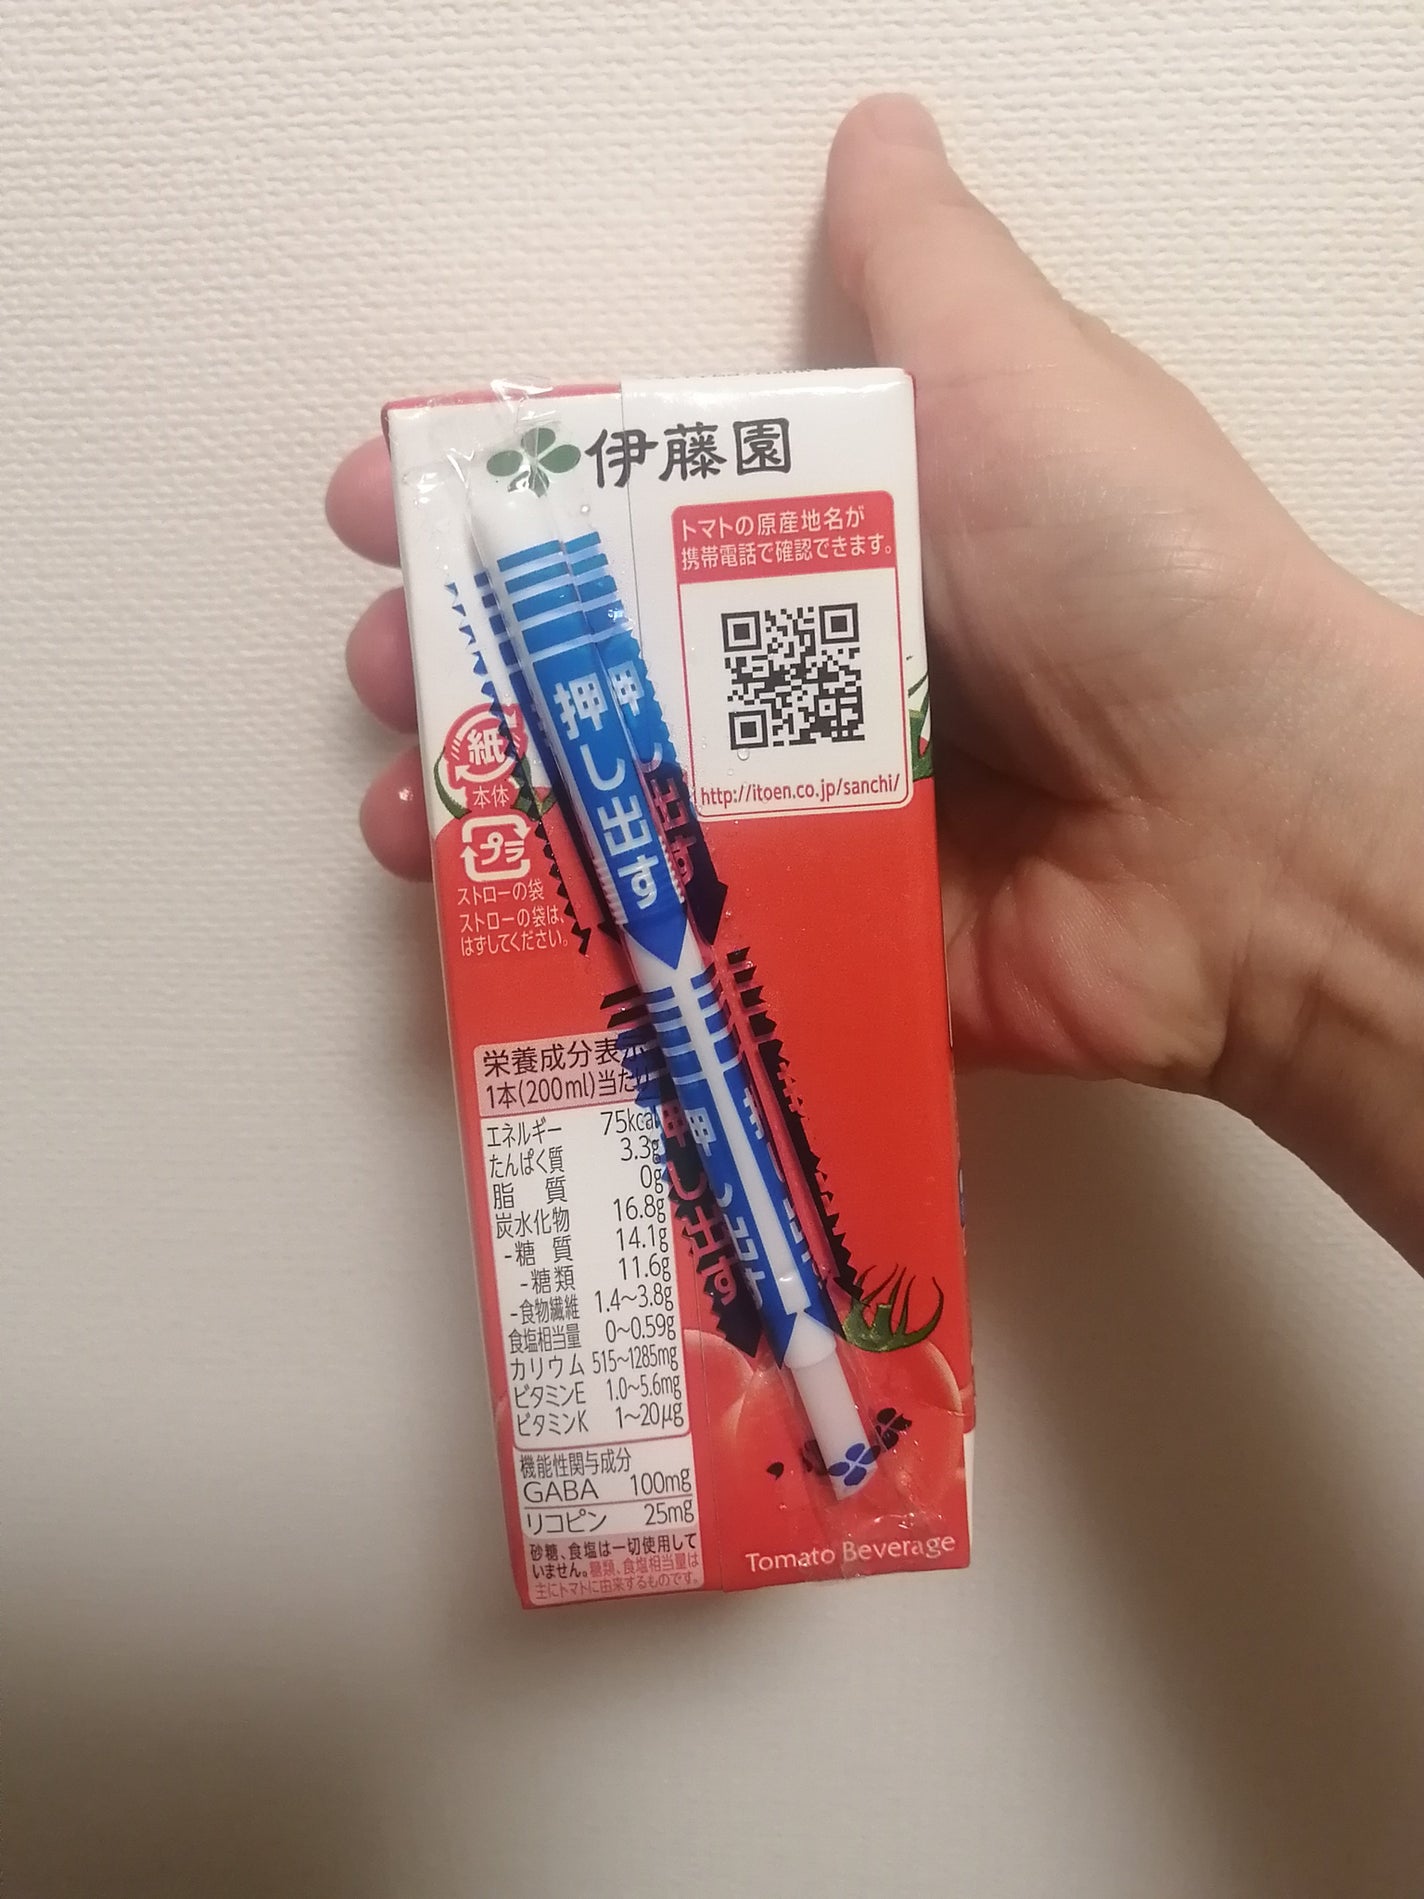 伊藤園
トマトの原産地名が
携帯電話で確認できます。
http://itoen.co.jp/sanchi/
押し出す
押し出す
紙
本体
プラ
ストローの袋
ストローの袋は、
はずしてください。
押し出す
押し出す
栄養成分表示
1本(200ml)当たり
エネルギー 75kcal
たんぱく質 3.3g
脂質 0g
炭水化物 16.8g
-糖質 14.1g
-糖類 11.6g
-食物繊維 1.4~3.8g
食塩相当量 0~0.59g
カリウム 515~1285mg
ビタミンE 1.0~5.6mg
ビタミンK 1~20μg
機能性関与成分
GABA 100mg
リコピン 25mg
砂糖、食塩は一切使用して
いません。糖類、食塩相当量は
主にトマトに由来するものです。
Tomato Beverage